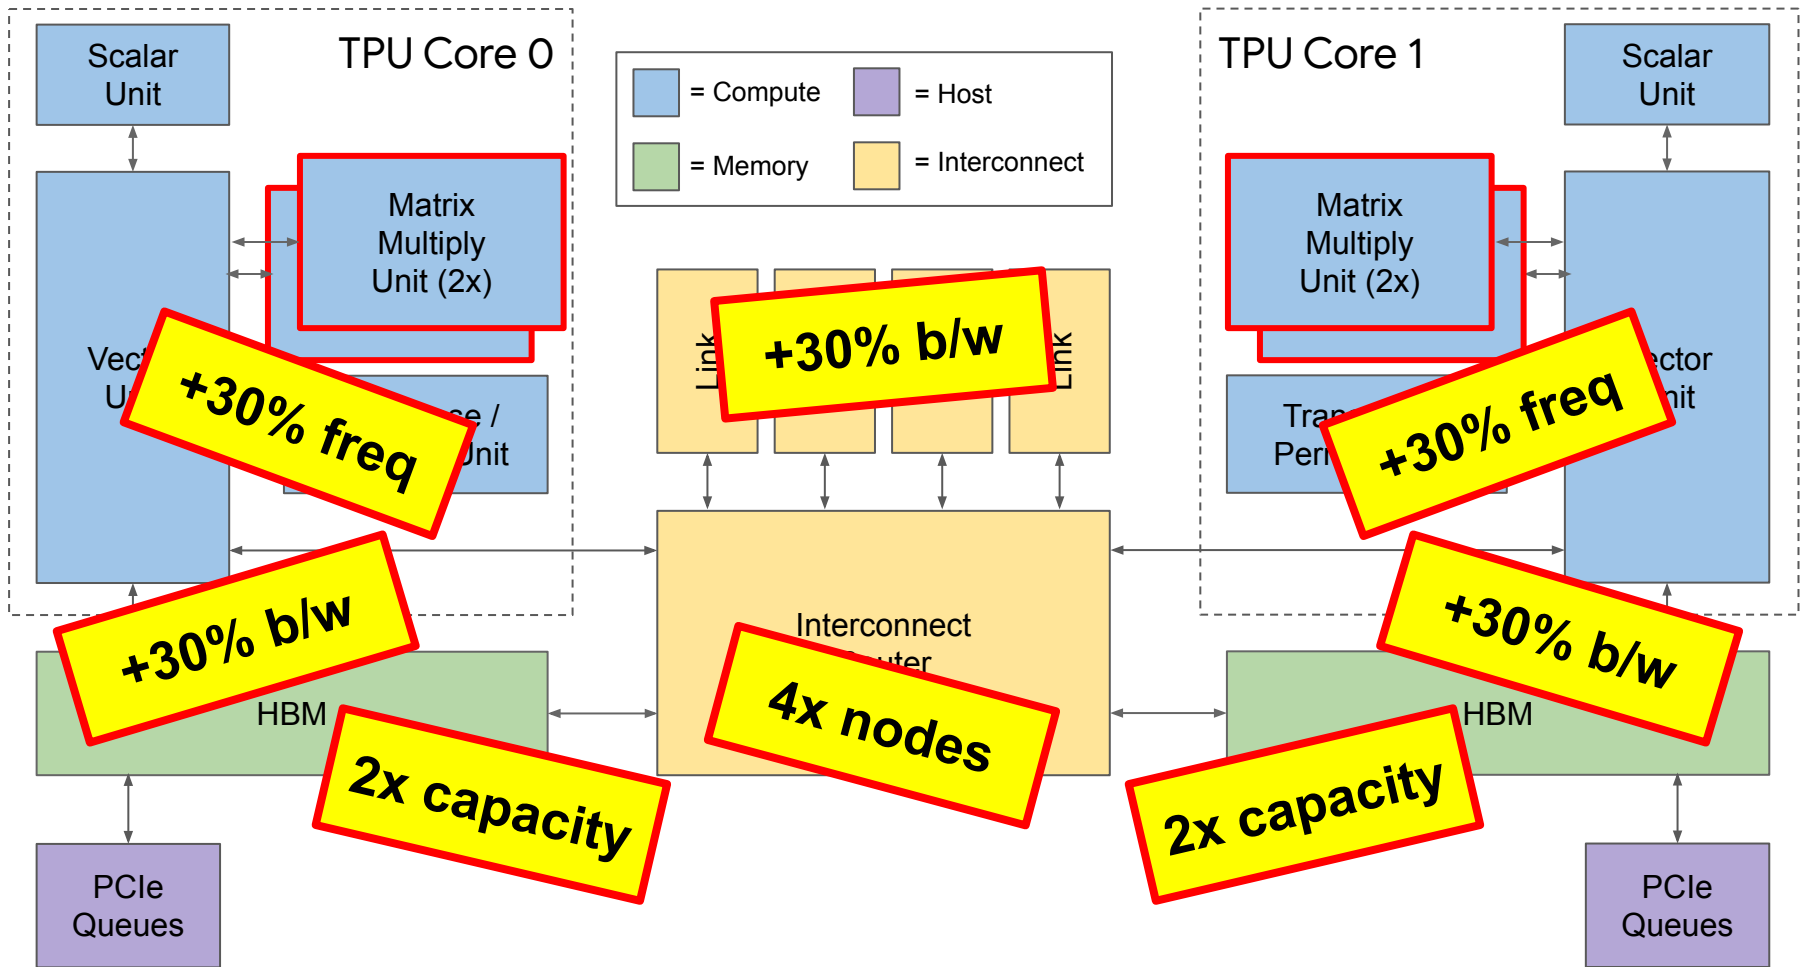 Scalar
Unit
TPU Core 0
= Compute
= Host
= Memory
= Interconnect
TPU Core 1
Scalar
Unit
Matrix
Multiply
Unit (2x)
Matrix
Multiply
Unit (2x)
Link
+30% b/w
Link
+30% freq
Unit
+30% freq
+30% b/w
HBM
2x capacity
Interconnect
4x nodes
+30% b/w
HBM
2x capacity
PCIe
Queues
PCIe
Queues